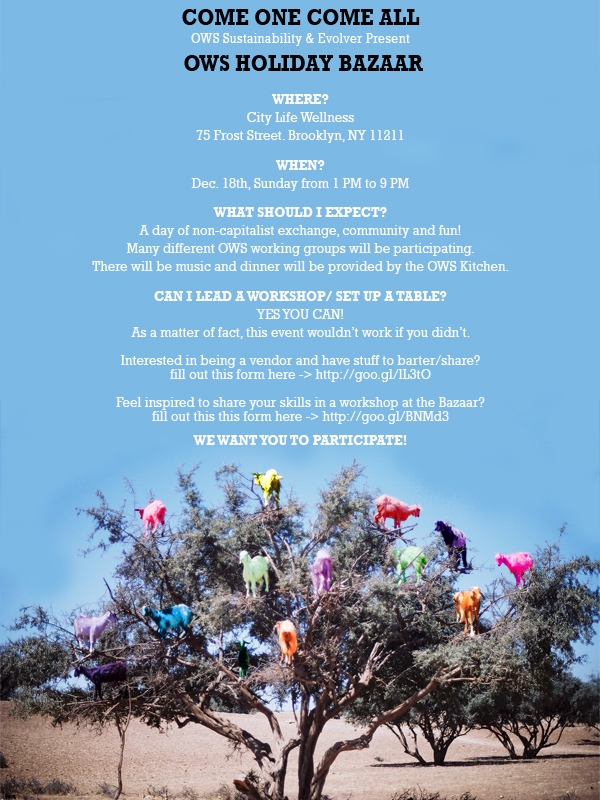 COME ONE COME ALL
OWS Sustainability & Evolver Present
OWS HOLIDAY BAZAAR
WHERE?
City Life Wellness
75 Frost Street. Brooklyn, NY 11211
WHEN?
Dec. 18th, Sunday from 1 PM to 9 PM
WHAT SHOULD I EXPECT?
A day of non-capitalist exchange, community and fun!
Many different OWS working groups will be participating.
There will be music and dinner will be provided by the OWS Kitchen.
CAN I LEAD A WORKSHOP/ SET UP A TABLE?
YES YOU CAN!
As a matter of fact, this event wouldn't work if you didn't.
Interested in being a vendor and have stuff to barter/share?
fill out this form here -> http://goo.gl/lL3tO
Feel inspired to share your skills in a workshop at the Bazaar?
fill out this this form here -> http://goo.gl/BNMd3
WE WANT YOU TO PARTICIPATE!